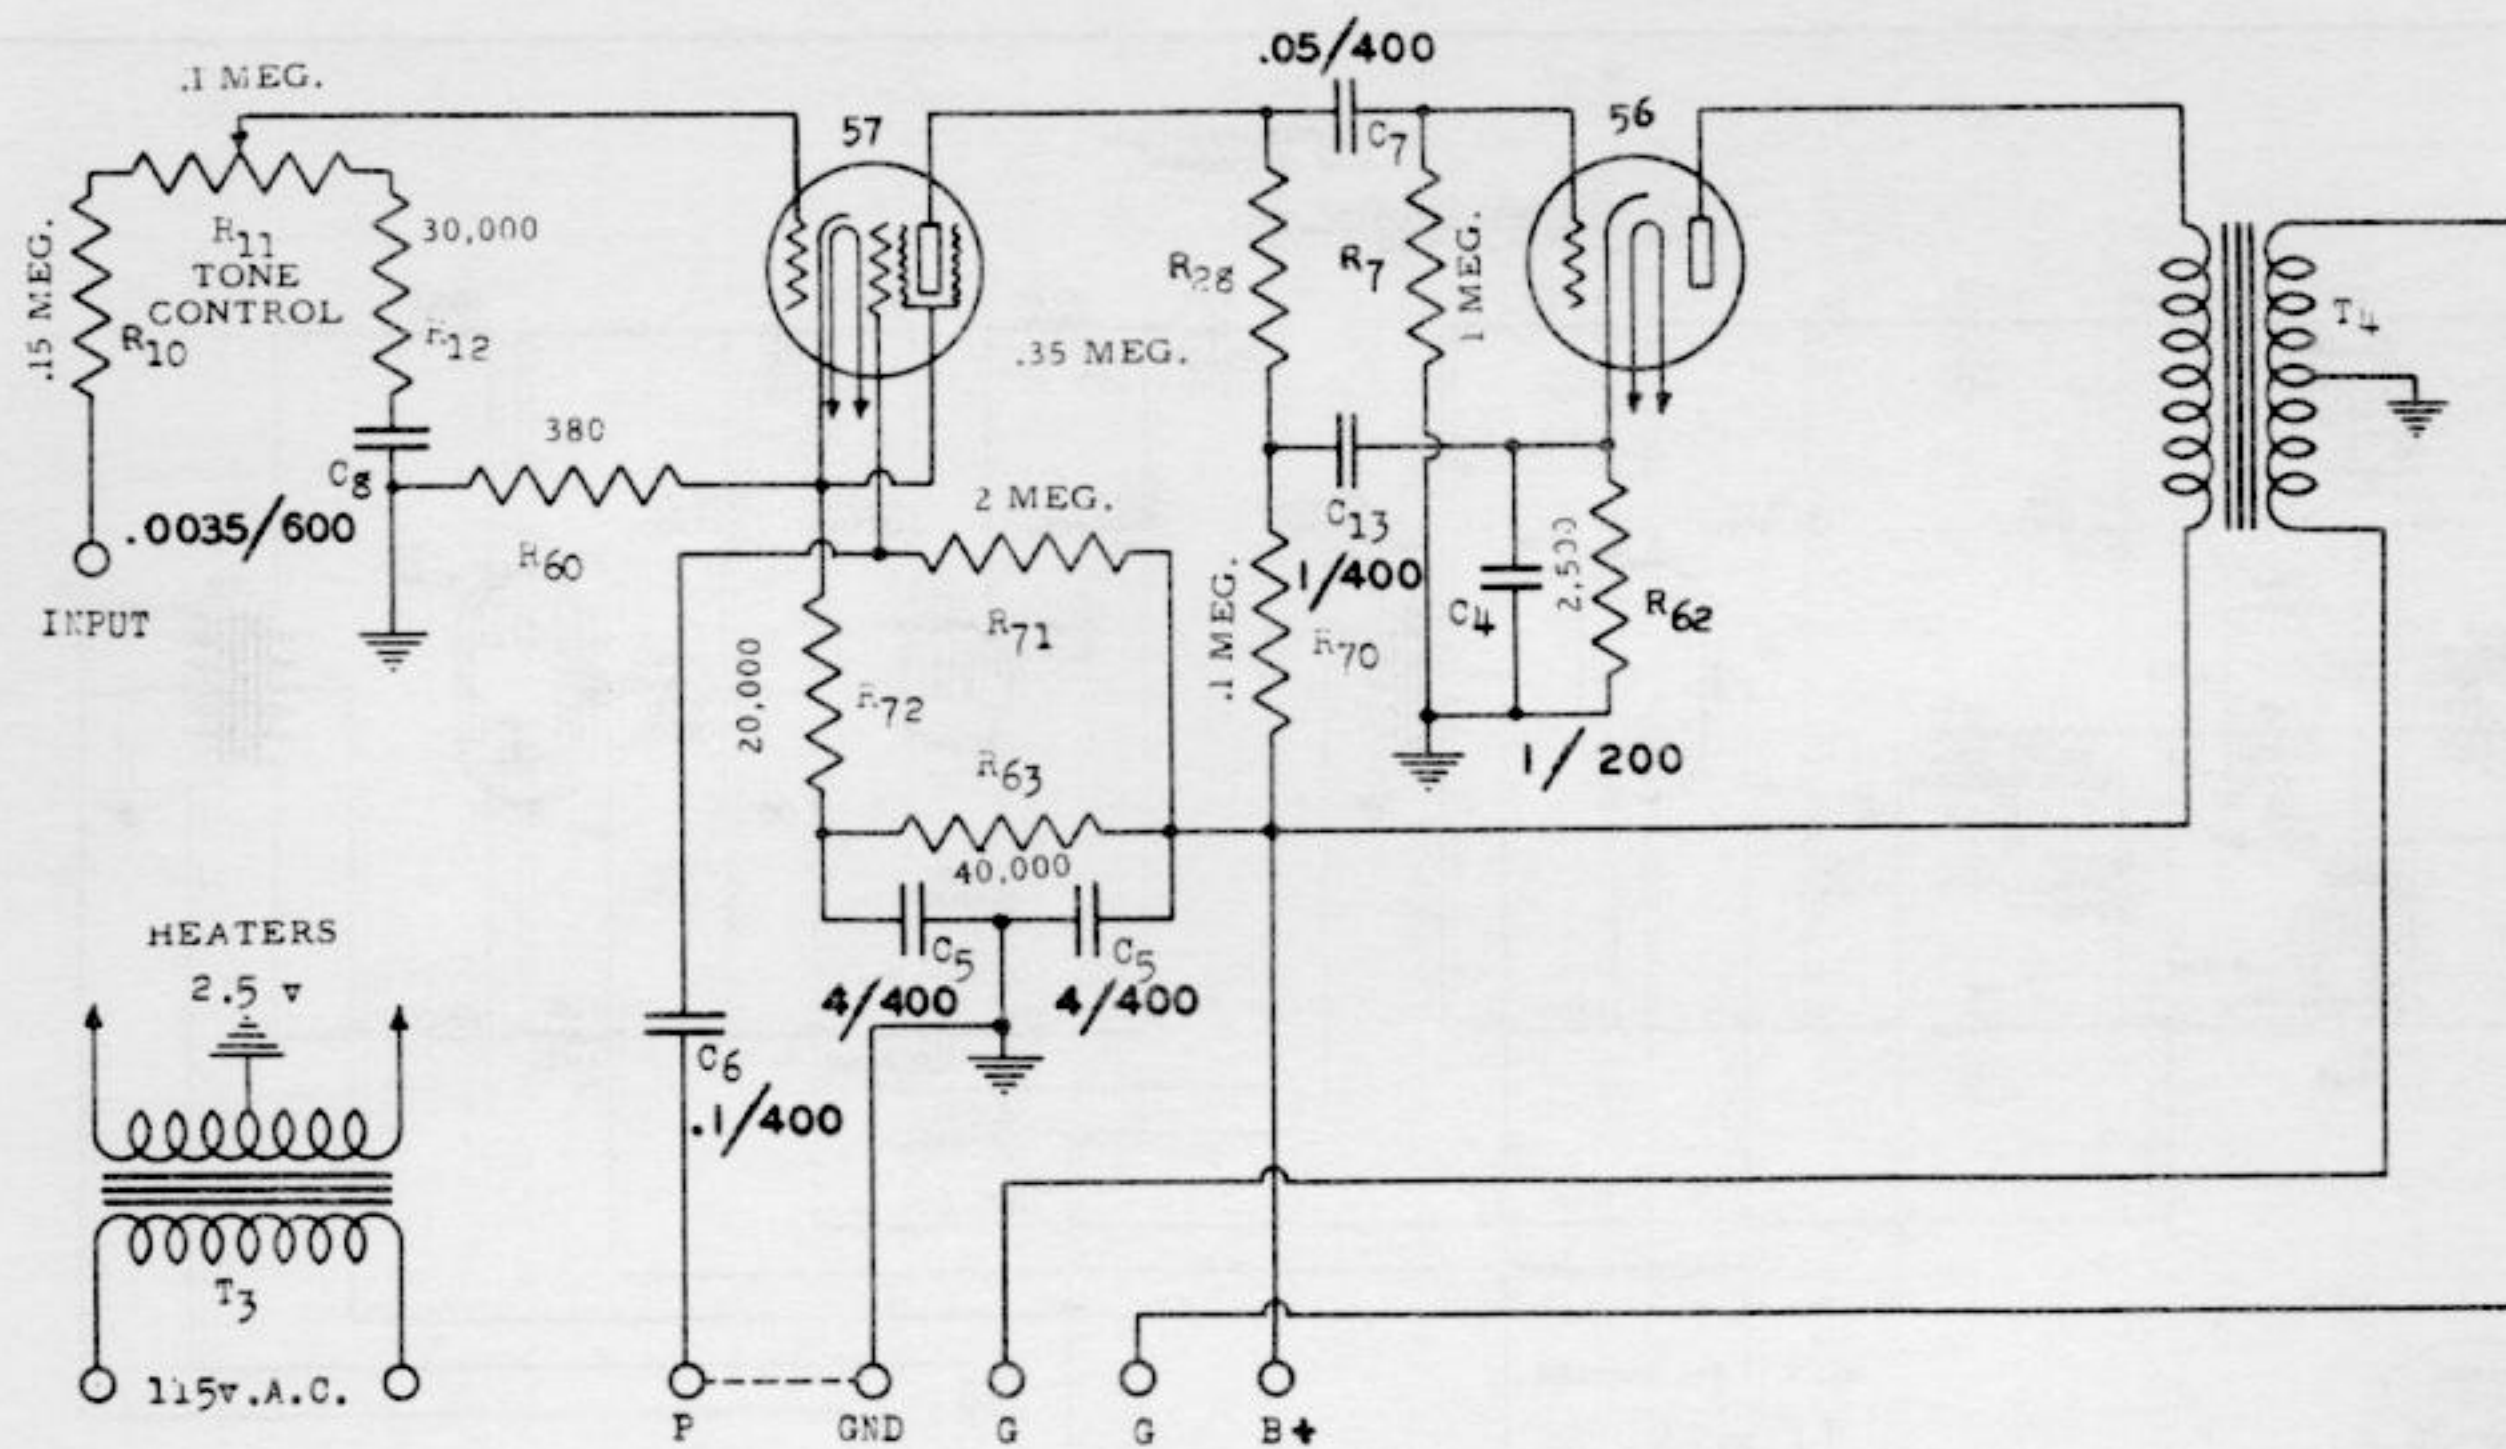 .05/400
.1 MEG.
57
C7
56
.15 MEG.
R11
TONE
CONTROL
30,000
R10
R12
R28
R7
1 MEG.
T4
.35 MEG.
380
C8
.0035/600
2 MEG.
C13
1/400
R60
INPUT
R71
.1 MEG.
R70
C4
2,500
R62
20,000
R72
R63
1/200
40,000
HEATERS
2.5 v
C5
C5
4/400
4/400
C6
.1/400
T3
115v.A.C.
P
GND
G
G
B+